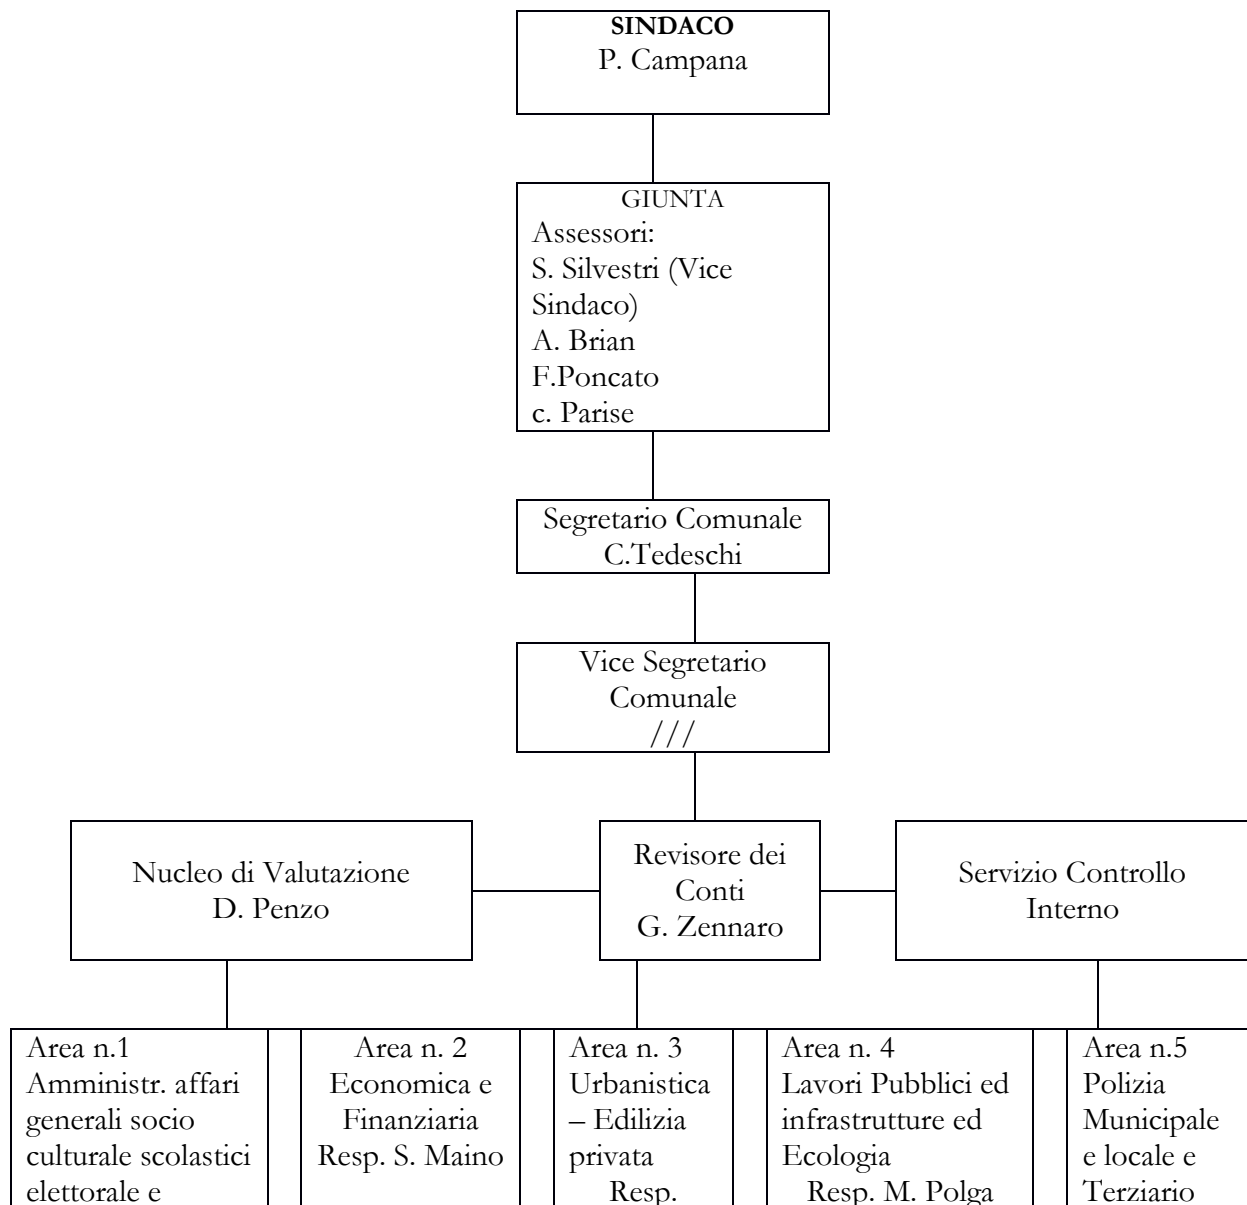 SINDACO
P. Campana
GIUNTA
Assessori:
S. Silvestri (Vice
Sindaco)
A. Brian
F.Poncato
c. Parise
Segretario Comunale
C.Tedeschi
Vice Segretario
Comunale
///
Nucleo di Valutazione
D. Penzo
Revisore dei
Conti
G. Zennaro
Servizio Controllo
Interno
Area n.1
Amministr. affari
generali socio
culturale scolastici
elettorale e
Area n. 2
Economica e
Finanziaria
Resp. S. Maino
Area n. 3
Urbanistica
– Edilizia
privata
Resp.
Area n. 4
Lavori Pubblici ed
infrastrutture ed
Ecologia
Resp. M. Polga
Area n.5
Polizia
Municipale
e locale e
Terziario